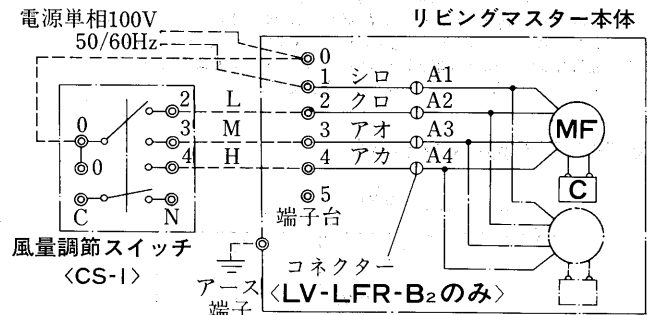 電源単相100V
50/60Hz
リビングマスター本体
0
1 シロ A1
2 L 2 クロ A2
0 3 M 3 アオ A3 MF
4 H 4 アカ A4
0 C
5
C N 端子台
風量調節スイッチ
〈CS-1〉
アース端子
コネクター
〈LV-LFR-B₂のみ〉